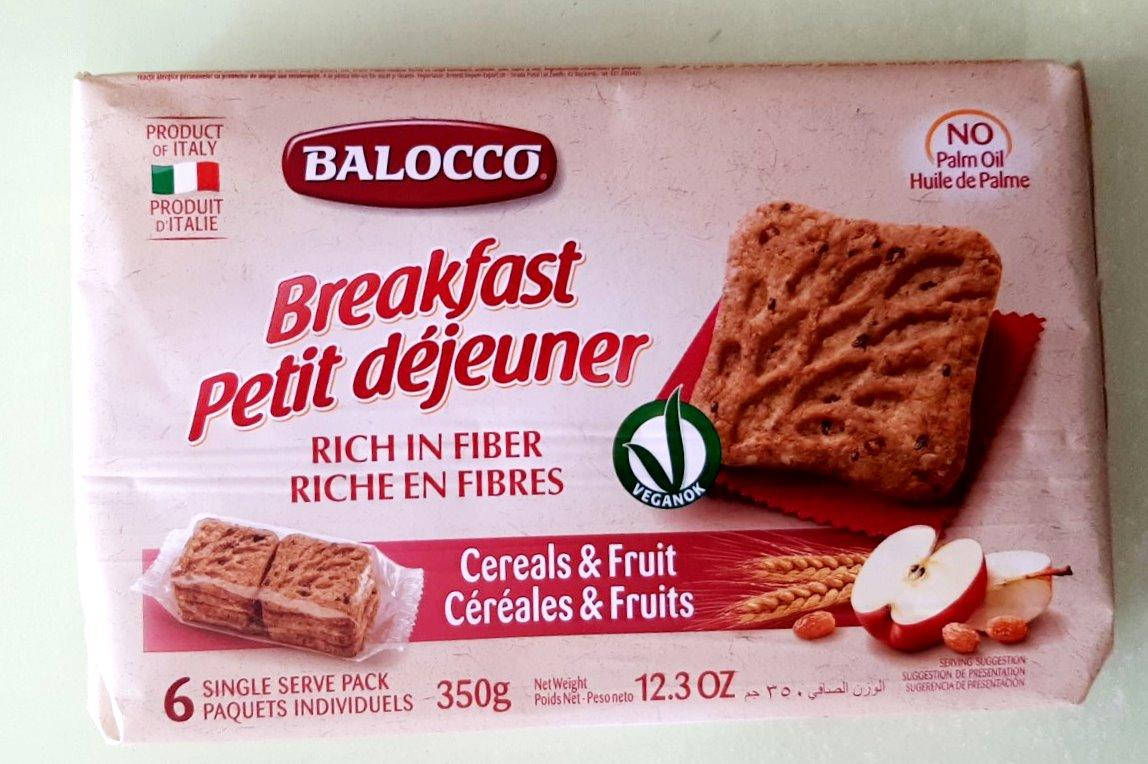 PRODUCT
OF ITALY
PRODUIT
D'ITALIE
BALOCCO®
NO
Palm Oil
Huile de Palme
Breakfast
Petit déjeuner
RICH IN FIBER
RICHE EN FIBRES
VEGANOK
Cereals & Fruit
Céréales & Fruits
6 SINGLE SERVE PACK
PAQUETS INDIVIDUELS
350g
Net Weight
Poids Net - Peso neto
12.3 OZ
الوزن الصافي ٣٥٠ جم
SERVING SUGGESTION
SUGGESTION DE PRÉSENTATION
SUGERENCIA DE PRESENTACIÓN